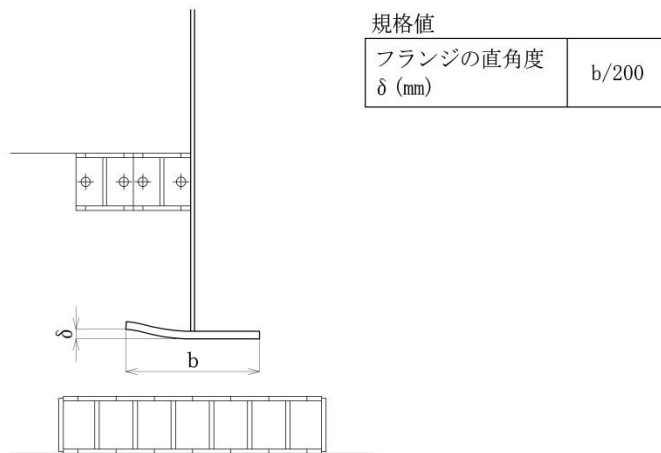 規格値
フランジの直角度
δ (mm)
b/200
δ
b